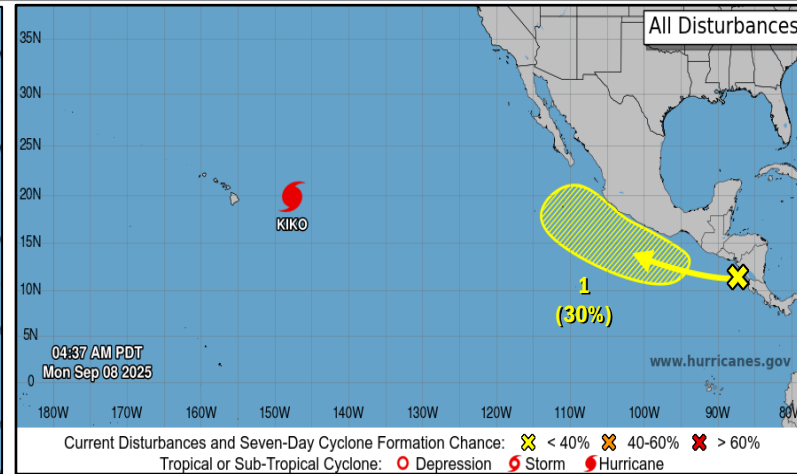 All Disturbances
35N
30N
25N
20N
15N
10N
5N
0
KIKO
1
(30%)
04:37 AM PDT
Mon Sep 08 2025
www.hurricanes.gov
180W 170W 160W 150W 140W 130W 120W 110W 100W 90W 80W
Current Disturbances and Seven-Day Cyclone Formation Chance: < 40% 40-60% > 60%
Tropical or Sub-Tropical Cyclone: Depression Storm Hurricane